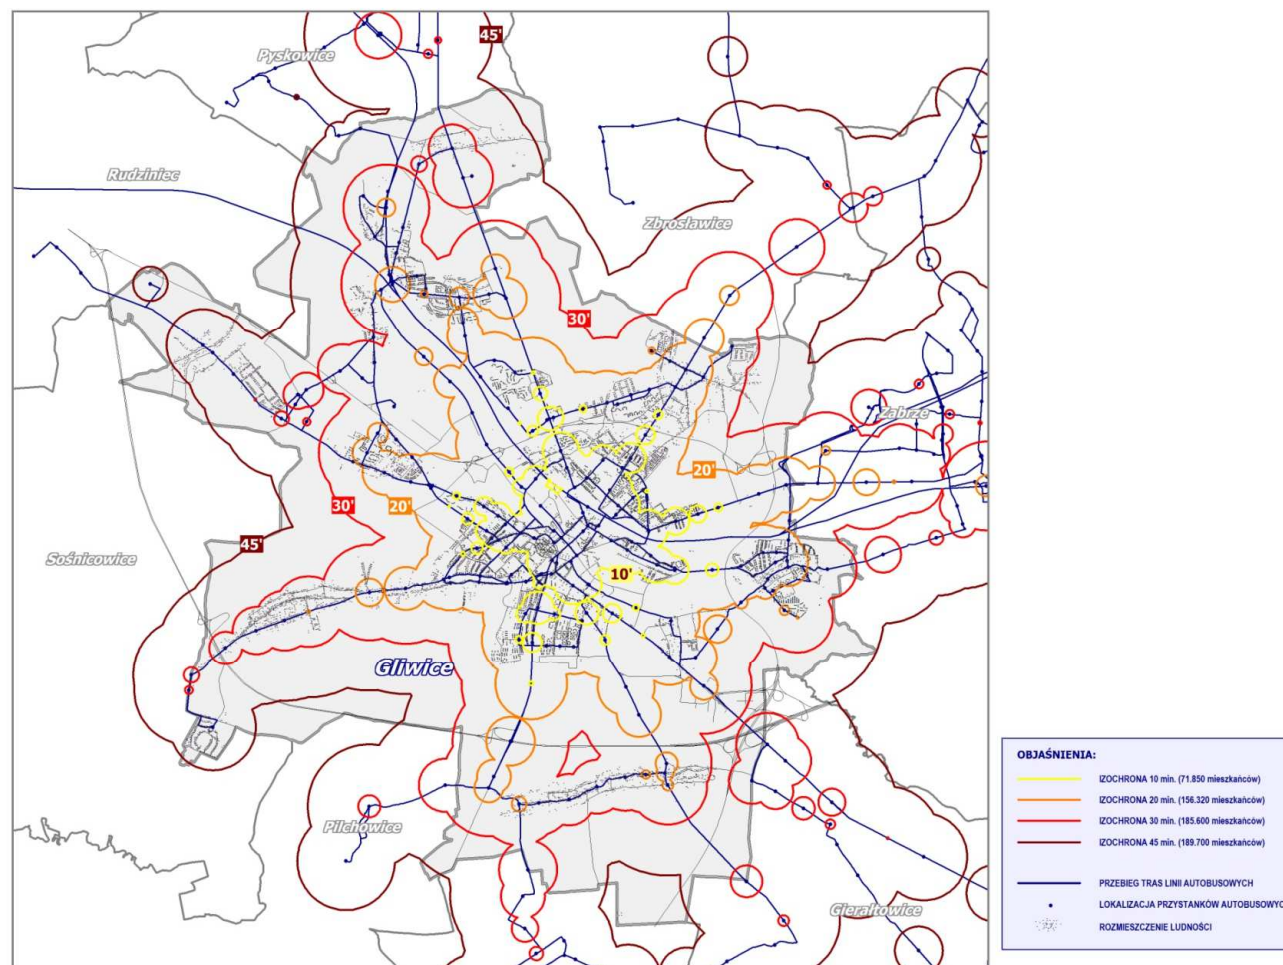 45'
Pyskowice
Rudziniec
Zbrosławice
30'
Zabrze
20'
30'
20'
45'
Sośnicowice
10'
Gliwice
Pilchowice
Gierałtowice
OBJAŚNIENIA:
IZOCHRONA 10 min. (71.850 mieszkańców)
IZOCHRONA 20 min. (156.320 mieszkańców)
IZOCHRONA 30 min. (185.600 mieszkańców)
IZOCHRONA 45 min. (189.700 mieszkańców)
PRZEBIEG TRAS LINII AUTOBUSOWYCH
LOKALIZACJA PRZYSTANKÓW AUTOBUSOWYC
ROZMIESZCZENIE LUDNOŚCI